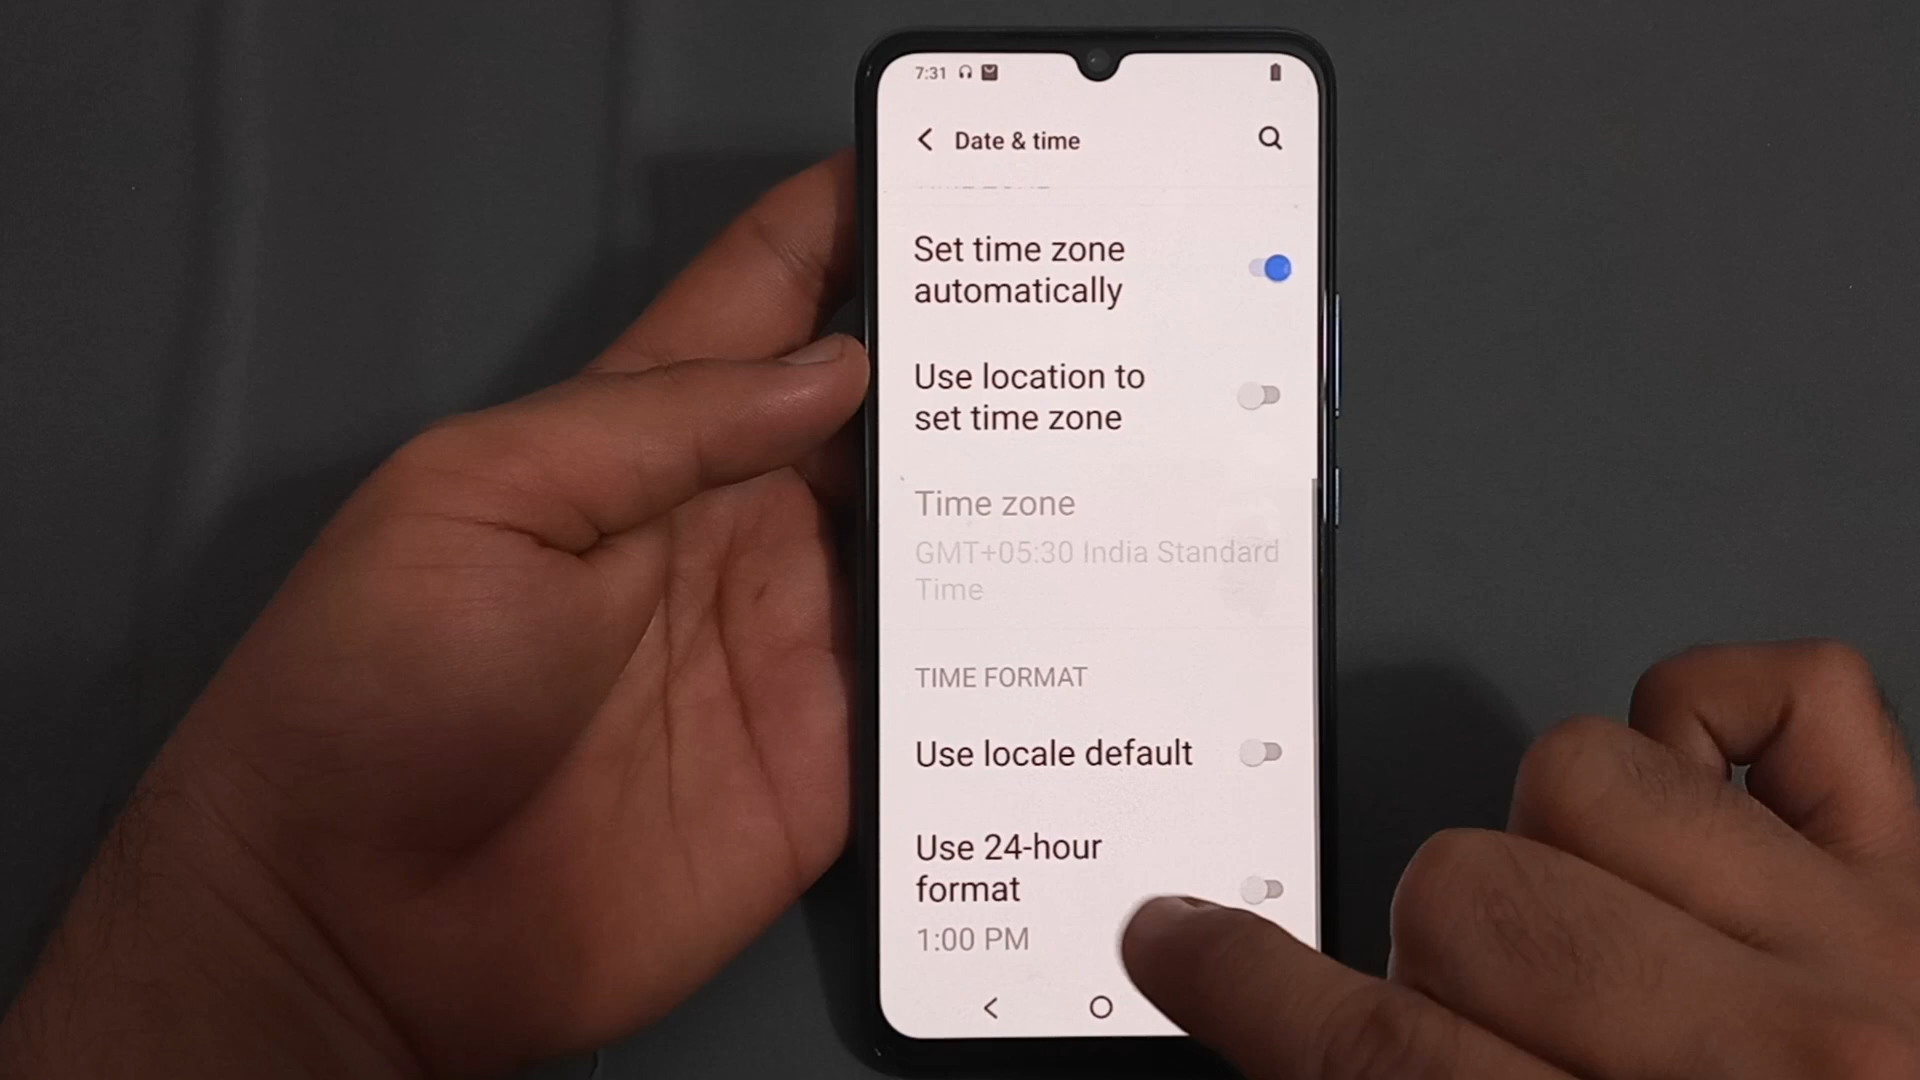 7:31
Date & time
Set time zone
automatically
Use location to
set time zone
Time zone
GMT+05:30 India Standard
Time
TIME FORMAT
Use locale default
Use 24-hour
format
1:00 PM